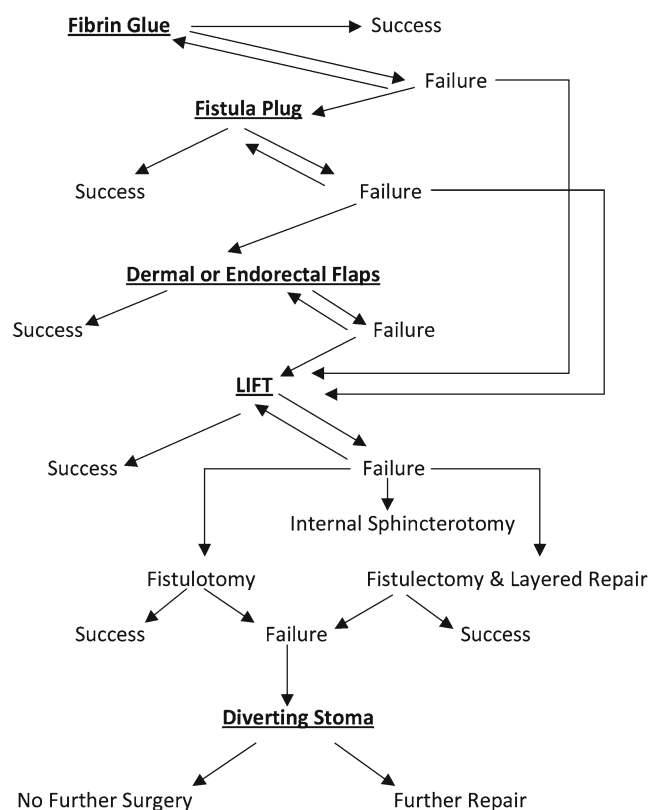 Fibrin Glue
Success
Failure
Fistula Plug
Success
Failure
Dermal or Endorectal Flaps
Success
Failure
LIFT
Success
Failure
Internal Sphincterotomy
Fistulotomy
Fistulectomy & Layered Repair
Success
Failure
Success
Diverting Stoma
No Further Surgery
Further Repair